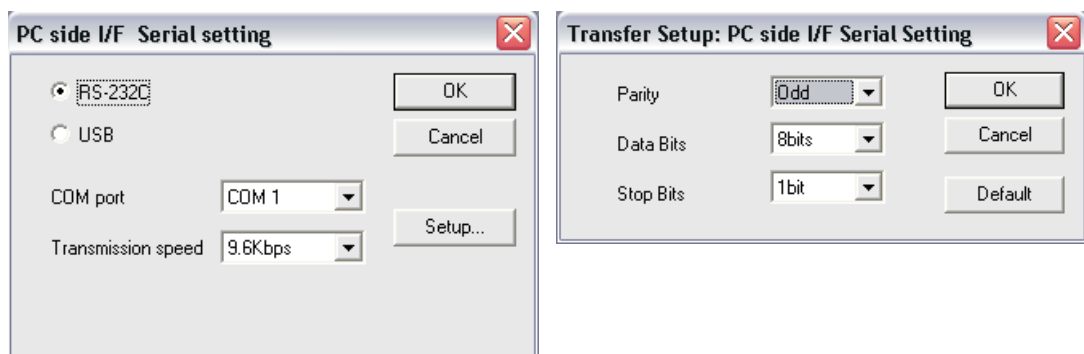 PC side I/F Serial setting
RS-232C
USB
OK
Cancel
COM port COM 1
Transmission speed 9.6Kbps
Setup...
Transfer Setup: PC side I/F Serial Setting
Parity Odd
Data Bits 8bits
Stop Bits 1bit
OK
Cancel
Default